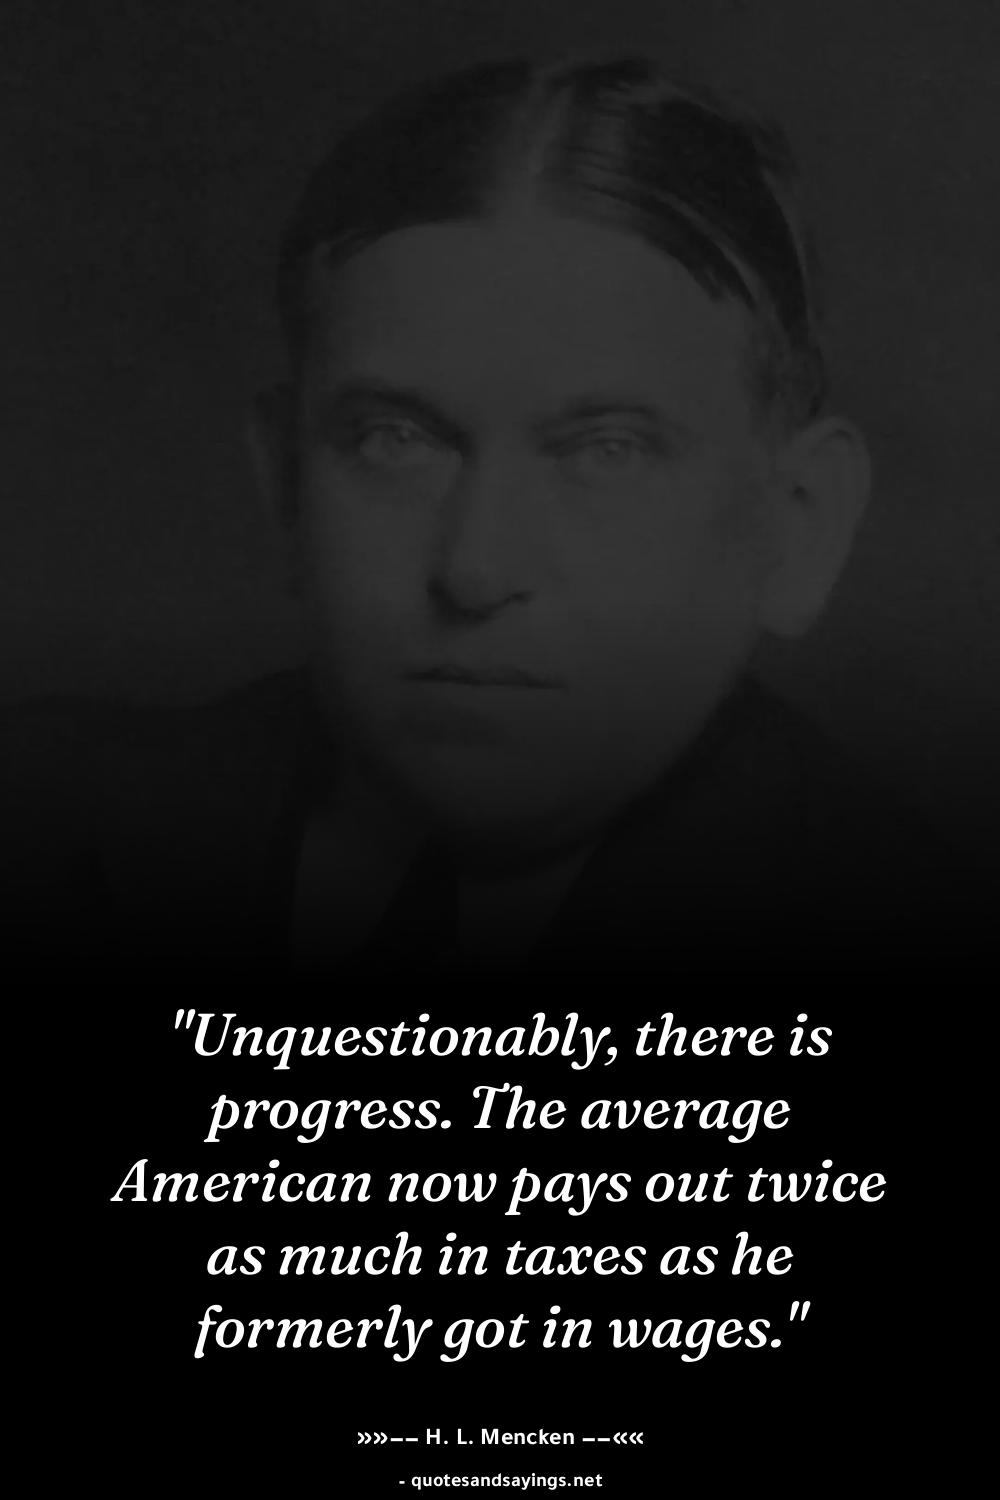 "Unquestionably, there is
progress. The average
American now pays out twice
as much in taxes as he
formerly got in wages."
»»–– H. L. Mencken ––««
- quotesandsayings.net